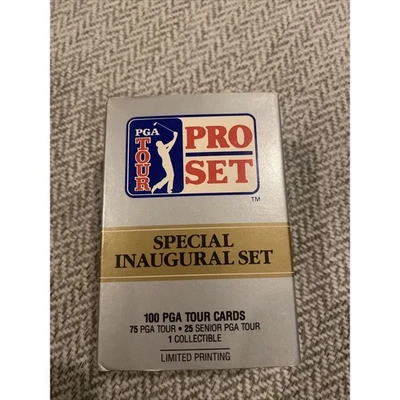 PGA
TOUR
PRO
SET
TM
SPECIAL
INAUGURAL SET
100 PGA TOUR CARDS
75 PGA TOUR • 25 SENIOR PGA TOUR
1 COLLECTIBLE
LIMITED PRINTING